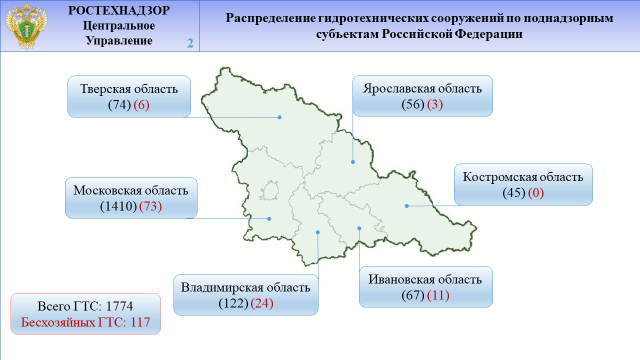 РОСТЕХНАДЗОР
Центральное
Управление
2
Распределение гидротехнических сооружений по поднадзорным
субъектам Российской Федерации
Тверская область
(74) (6)
Ярославская область
(56) (3)
Московская область
(1410) (73)
Костромская область
(45) (0)
Владимирская область
(122) (24)
Ивановская область
(67) (11)
Всего ГТС: 1774
Бесхозяйных ГТС: 117